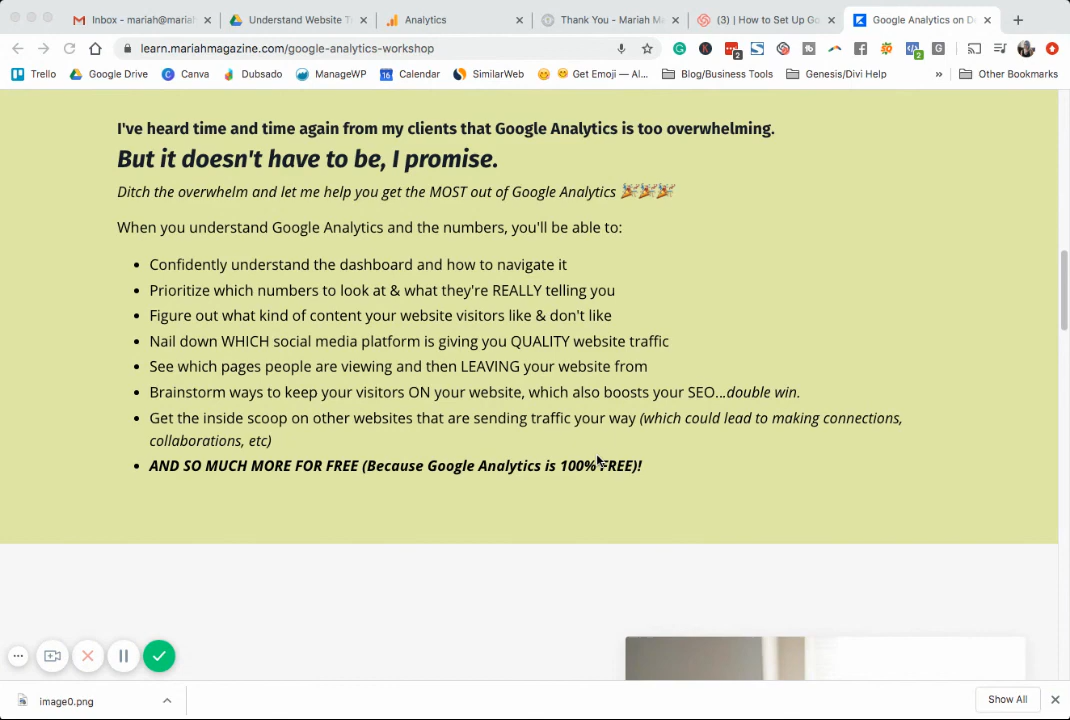 Inbox - mariah@mariah
Understand Website T
Analytics
Thank You - Mariah M
(3) | How to Set Up Go
Google Analytics on D
learn.mariahmagazine.com/google-analytics-workshop
Trello
Google Drive
Canva
Dubsado
ManageWP
16
Calendar
SimilarWeb
Get Emoji — Al...
Blog/Business Tools
Genesis/Divi Help
»
Other Bookmarks
I've heard time and time again from my clients that Google Analytics is too overwhelming.
But it doesn't have to be, I promise.
Ditch the overwhelm and let me help you get the MOST out of Google Analytics 🎉🎉🎉
When you understand Google Analytics and the numbers, you'll be able to:
• Confidently understand the dashboard and how to navigate it
• Prioritize which numbers to look at & what they're REALLY telling you
• Figure out what kind of content your website visitors like & don't like
• Nail down WHICH social media platform is giving you QUALITY website traffic
• See which pages people are viewing and then LEAVING your website from
• Brainstorm ways to keep your visitors ON your website, which also boosts your SEO...double win.
• Get the inside scoop on other websites that are sending traffic your way (which could lead to making connections,
collaborations, etc)
• AND SO MUCH MORE FOR FREE (Because Google Analytics is 100% FREE)!
image0.png
Show All